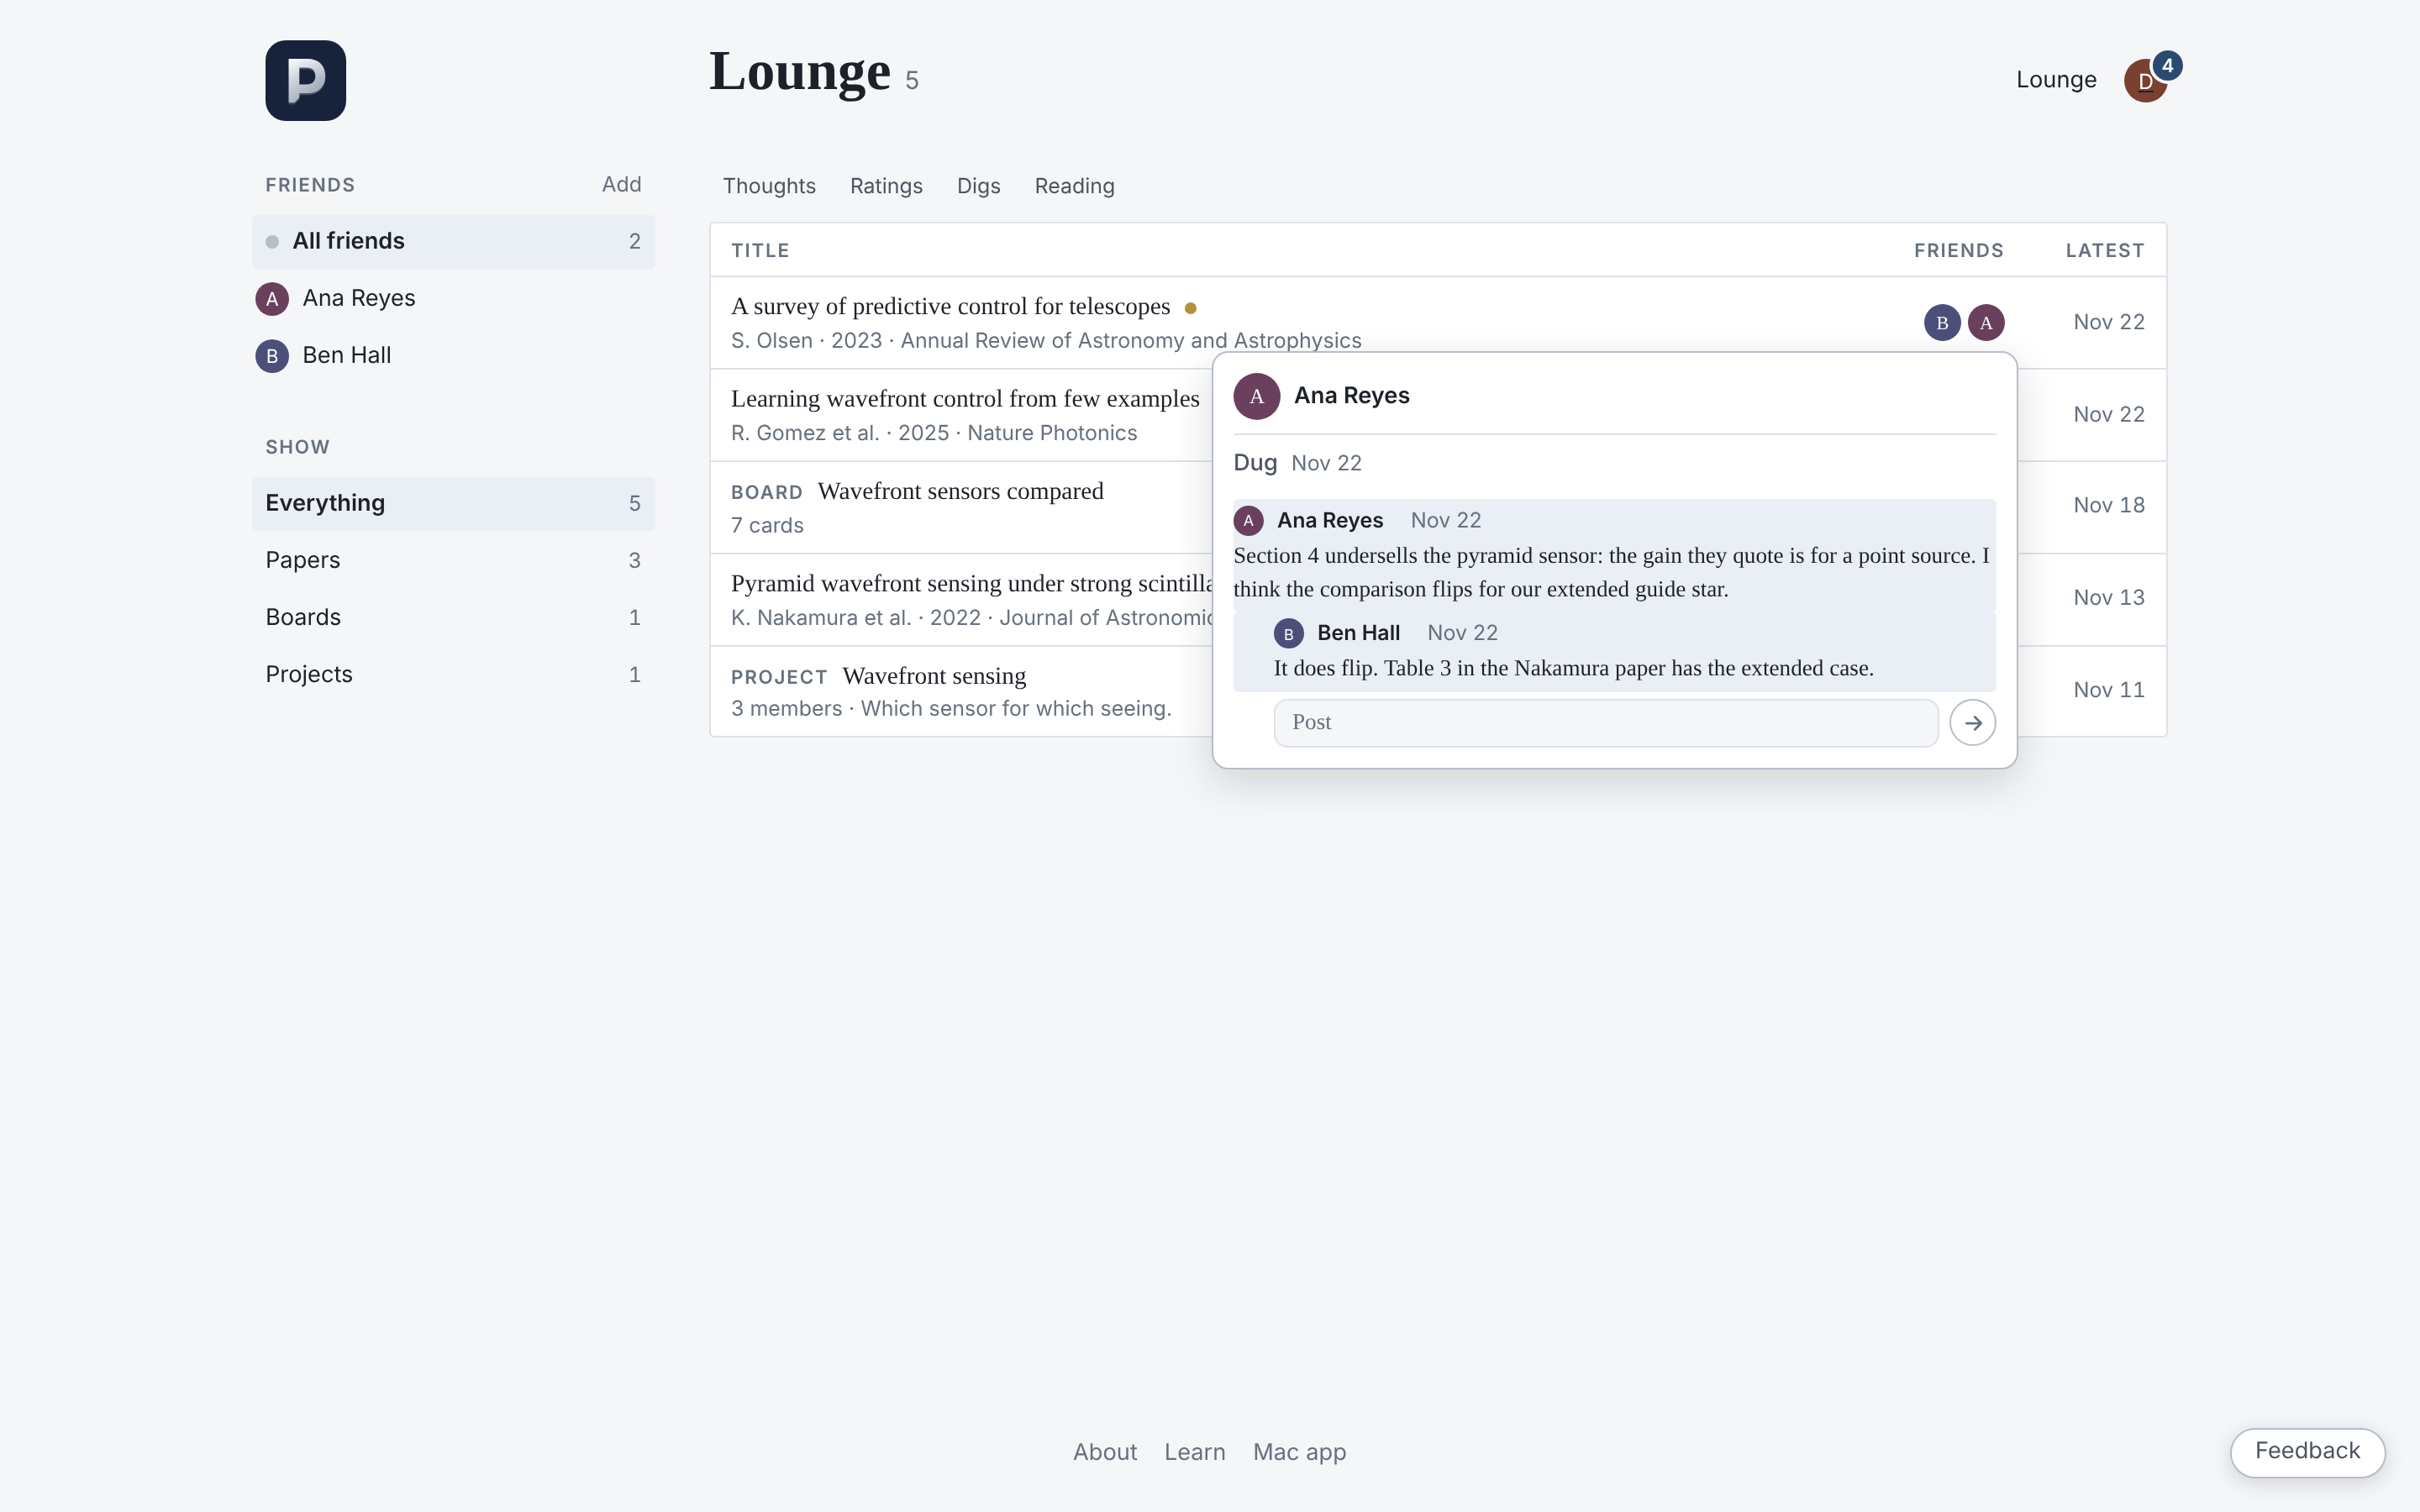 P
Lounge 5
Lounge
D
4
FRIENDS Add
All friends 2
A Ana Reyes
B Ben Hall
SHOW
Everything 5
Papers 3
Boards 1
Projects 1
Thoughts Ratings Digs Reading
TITLE FRIENDS LATEST
A survey of predictive control for telescopes
S. Olsen · 2023 · Annual Review of Astronomy and Astrophysics
B A Nov 22
Learning wavefront control from few examples
R. Gomez et al. · 2025 · Nature Photonics
Nov 22
BOARD Wavefront sensors compared
7 cards
Nov 18
Pyramid wavefront sensing under strong
K. Nakamura et al. · 2022 · Journal of
Nov 13
PROJECT Wavefront sensing
3 members · Which sensor for which seeing.
Nov 11
A Ana Reyes
Dug Nov 22
A Ana Reyes Nov 22
Section 4 undersells the pyramid sensor: the gain they quote is for a point source. I
think the comparison flips for our extended guide star.
B Ben Hall Nov 22
It does flip. Table 3 in the Nakamura paper has the extended case.
Post
About Learn Mac app
Feedback